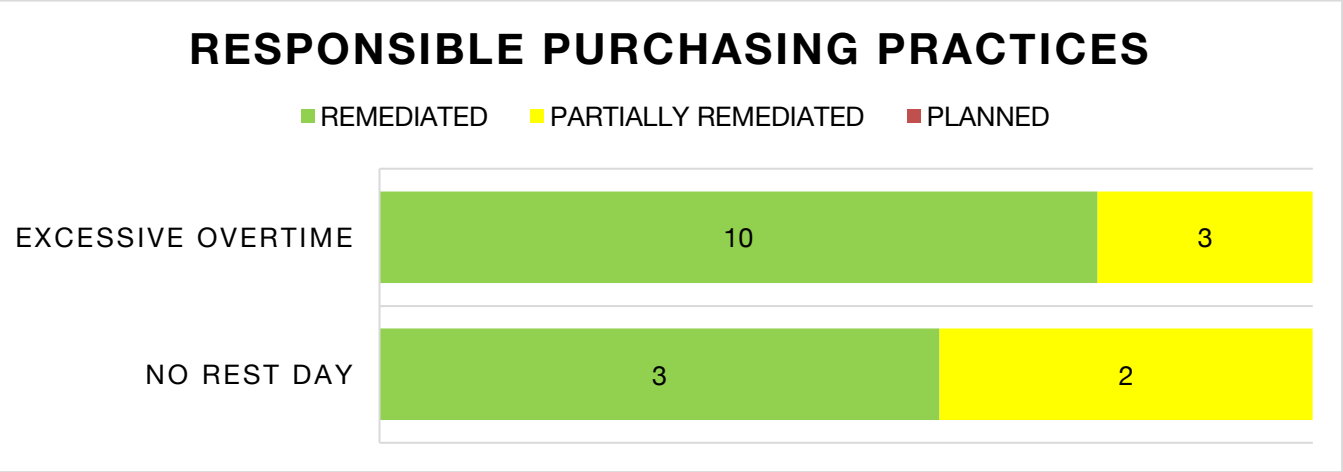 RESPONSIBLE PURCHASING PRACTICES
REMEDIATED PARTIALLY REMEDIATED PLANNED
EXCESSIVE OVERTIME 10 3
NO REST DAY 3 2